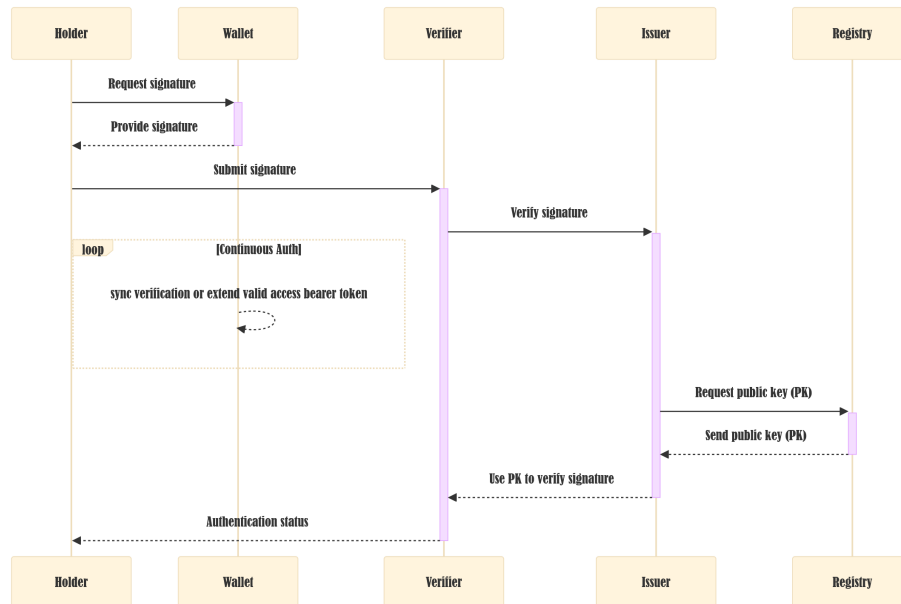 Holder
Wallet
Verifier
Issuer
Registry
Request signature
Provide signature
Submit signature
Verify signature
loop
[Continuous Auth]
sync verification or extend valid access bearer token
Request public key (PK)
Send public key (PK)
Use PK to verify signature
Authentication status
Holder
Wallet
Verifier
Issuer
Registry